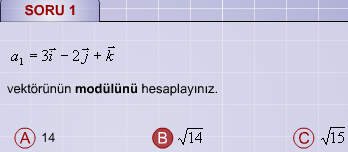 SORU 1
a₁ = 3i⃗ − 2j⃗ + k⃗
vektörünün modülünü hesaplayınız.
A 14 B √14 C √15